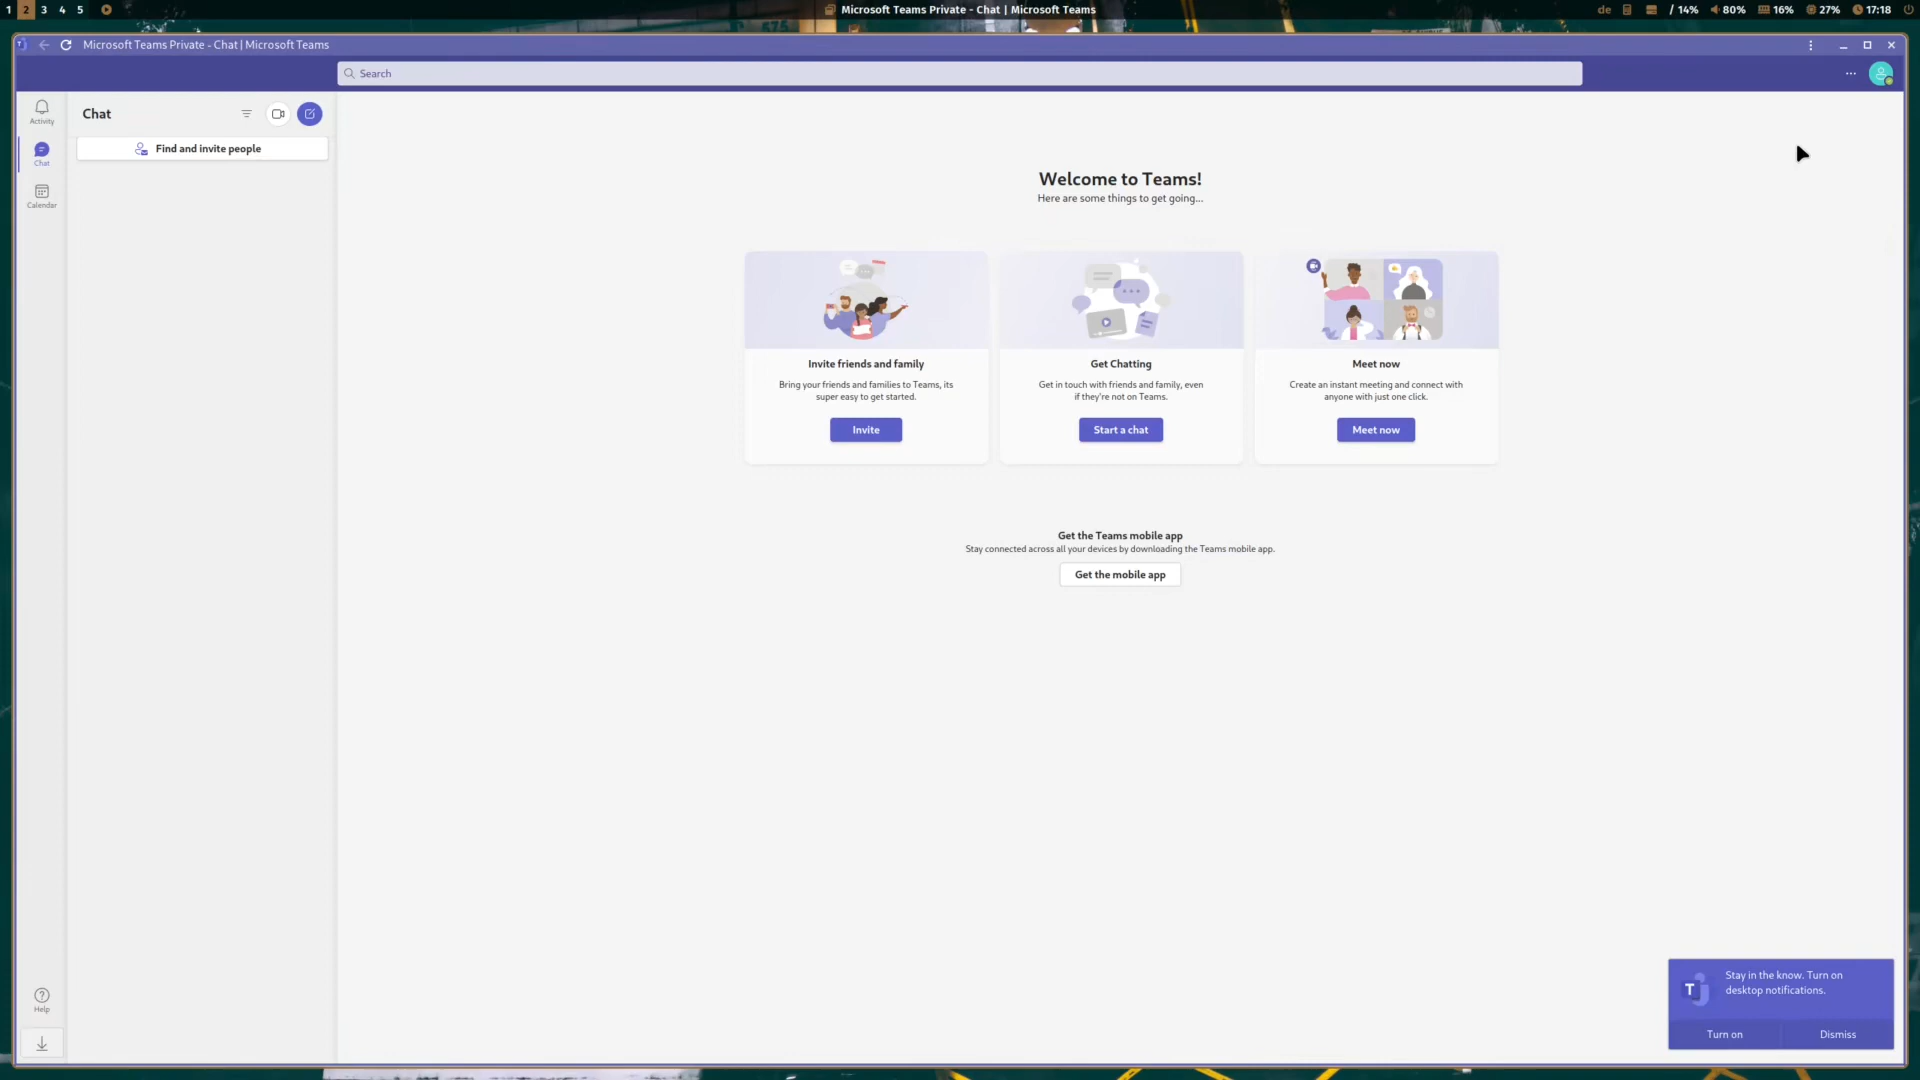 1 2 3 4 5
Microsoft Teams Private - Chat | Microsoft Teams
de / 14% 80% 16% 27% 17:18
Microsoft Teams Private - Chat | Microsoft Teams
Search
Activity
Chat
Calendar
Chat
Find and invite people
Welcome to Teams!
Here are some things to get going...
Invite friends and family
Bring your friends and families to Teams, its
super easy to get started.
Invite
Get Chatting
Get in touch with friends and family, even
if they're not on Teams.
Start a chat
Meet now
Create an instant meeting and connect with
anyone with just one click.
Meet now
Get the Teams mobile app
Stay connected across all your devices by downloading the Teams mobile app.
Get the mobile app
Help
T
Stay in the know. Turn on
desktop notifications.
Turn on
Dismiss